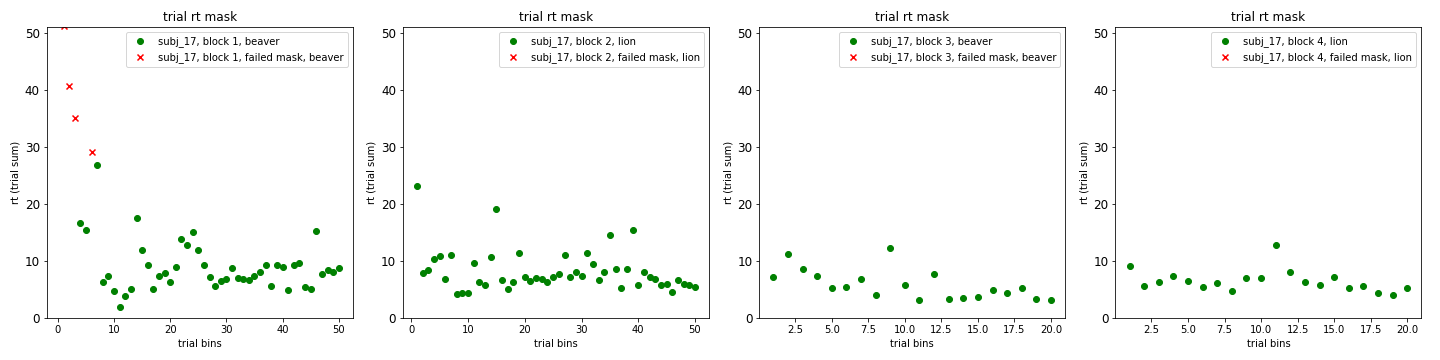 trial rt mask
subj_17, block 1, beaver
subj_17, block 1, failed mask, beaver
rt (trial sum)
50
40
30
20
10
0
0 10 20 30 40 50
trial bins
trial rt mask
subj_17, block 2, lion
subj_17, block 2, failed mask, lion
rt (trial sum)
50
40
30
20
10
0
0 10 20 30 40 50
trial bins
trial rt mask
subj_17, block 3, beaver
subj_17, block 3, failed mask, beaver
rt (trial sum)
50
40
30
20
10
0
2.5 5.0 7.5 10.0 12.5 15.0 17.5 20.0
trial bins
trial rt mask
subj_17, block 4, lion
subj_17, block 4, failed mask, lion
rt (trial sum)
50
40
30
20
10
0
2.5 5.0 7.5 10.0 12.5 15.0 17.5 20.0
trial bins